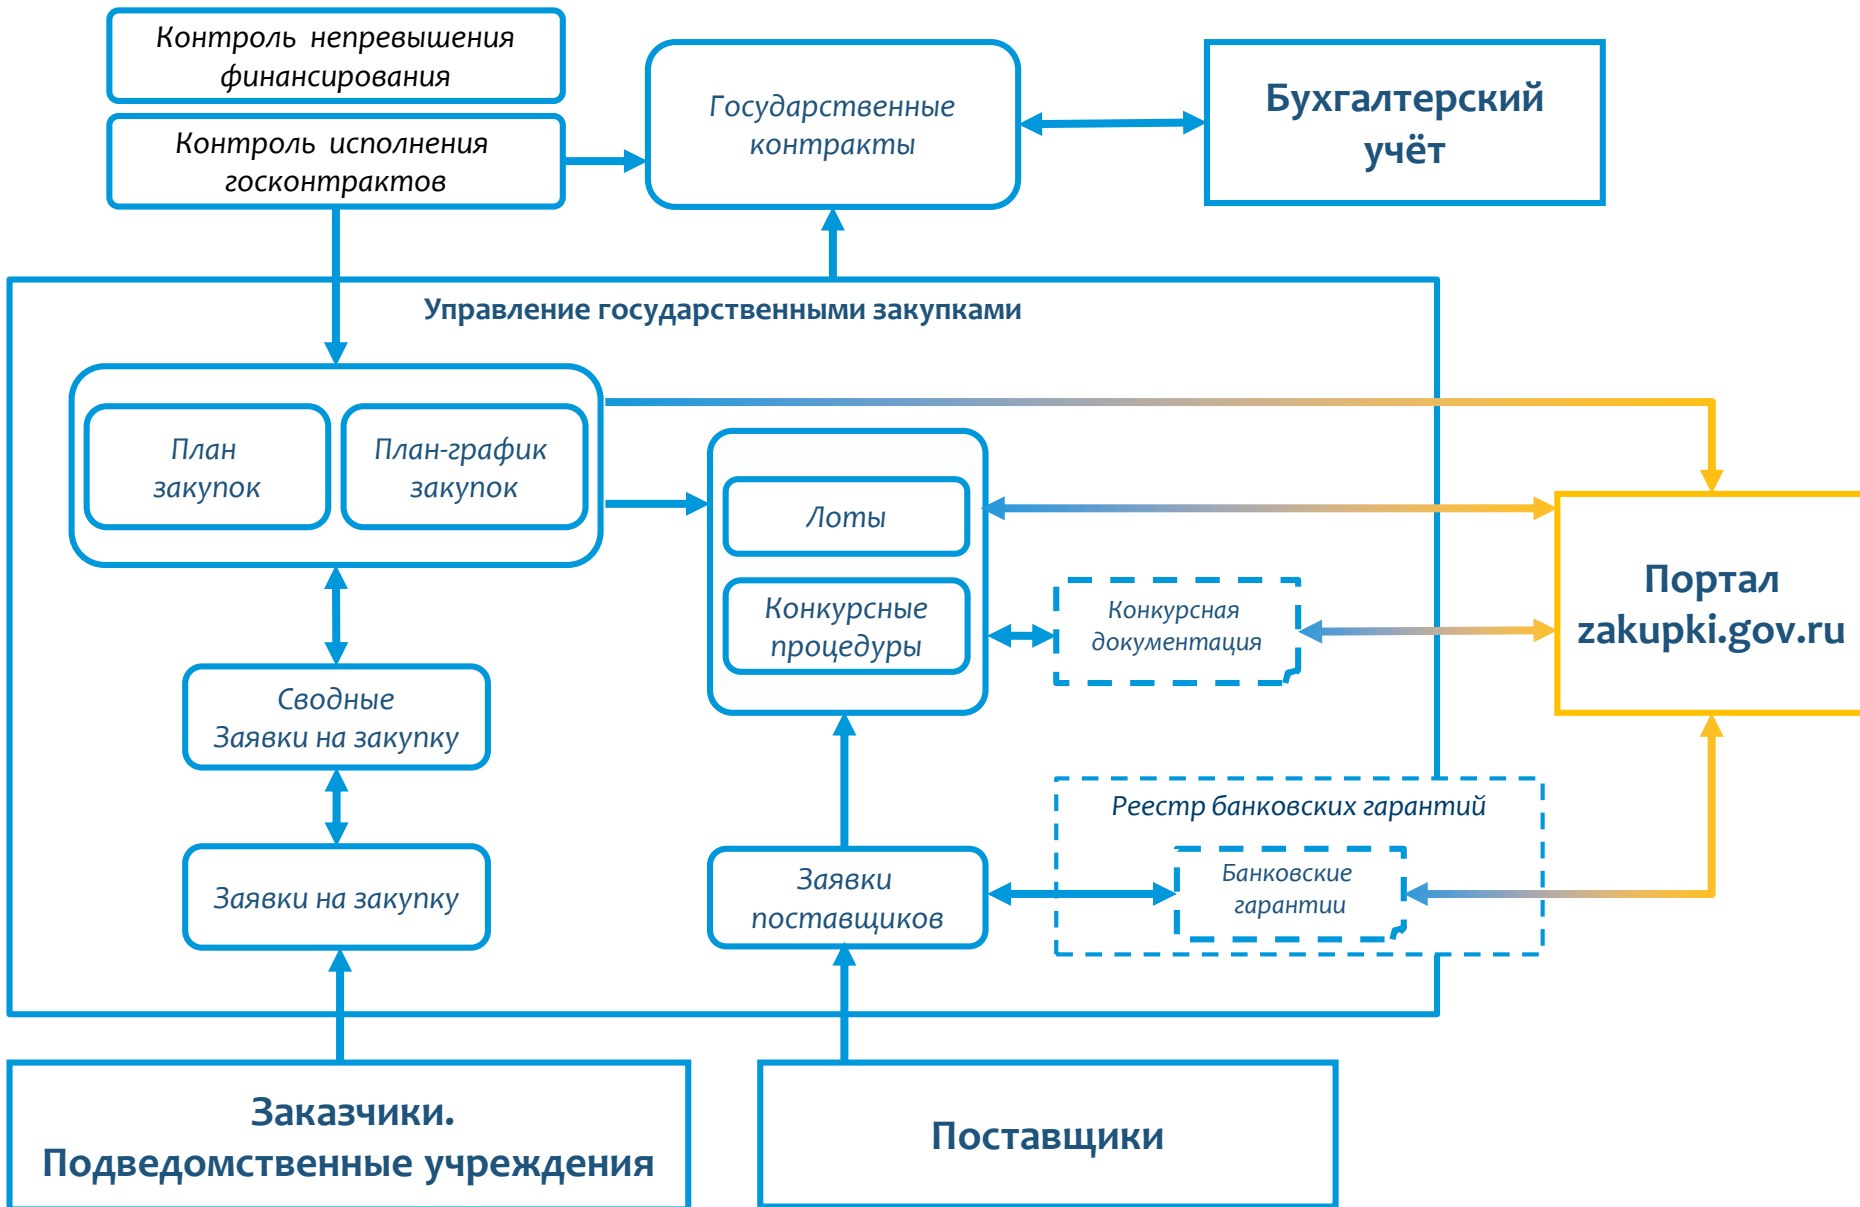 Контроль непревышения
финансирования
Контроль исполнения
госконтрактов
Государственные
контракты
Бухгалтерский
учёт
Управление государственными закупками
План
закупок
План-график
закупок
Лоты
Конкурсные
процедуры
Конкурсная
документация
Портал
zakupki.gov.ru
Сводные
Заявки на закупку
Заявки на закупку
Заявки
поставщиков
Реестр банковских гарантий
Банковские
гарантии
Заказчики.
Подведомственные учреждения
Поставщики